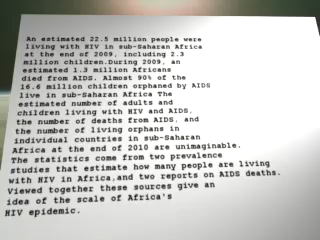 An estimated 22.5 million people were
living with HIV in sub-Saharan Africa
at the end of 2009, including 2.3
million children.During 2009, an
estimated 1.3 million Africans
died from AIDS. Almost 90% of the
16.6 million children orphaned by AIDS
live in sub-Saharan Africa The
estimated number of adults and
children living with HIV and AIDS,
the number of deaths from AIDS, and
the number of living orphans in
individual countries in sub-Saharan
Africa at the end of 2010 are unimaginable.
The statistics come from two prevalence
studies that estimate how many people are living
with HIV in Africa,and two reports on AIDS deaths.
Viewed together these sources give an
idea of the scale of Africa's
HIV epidemic.